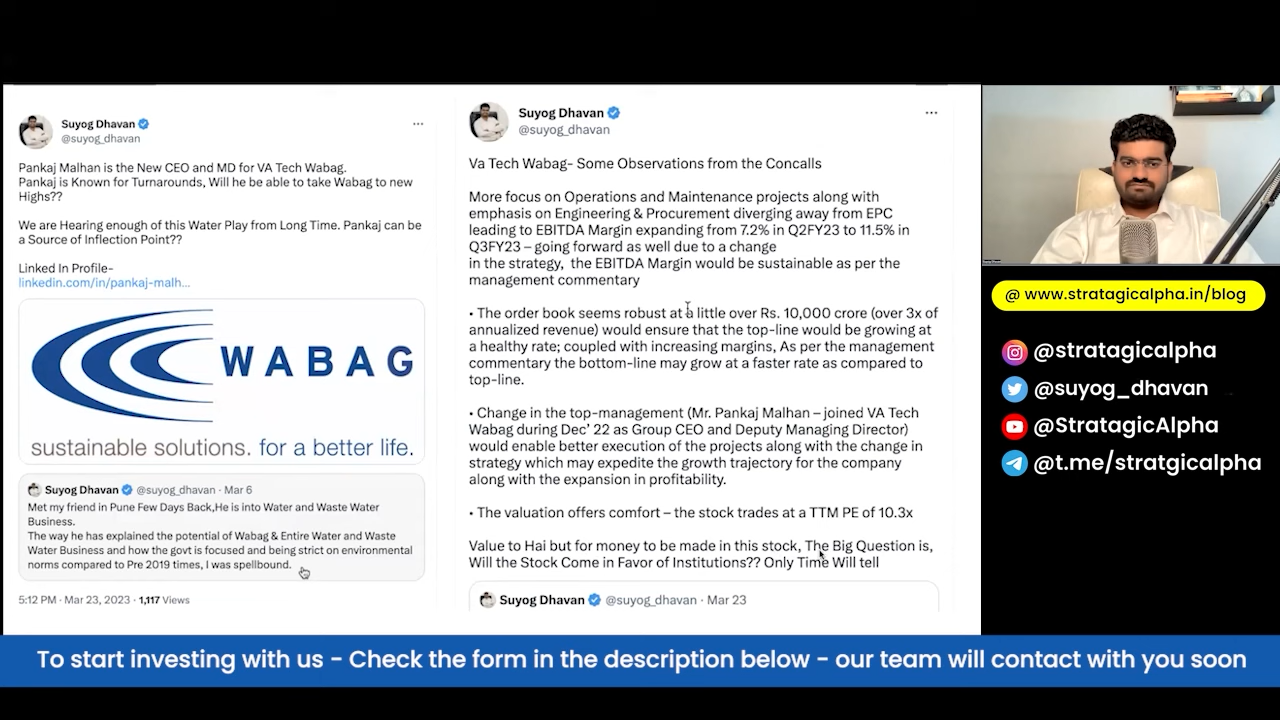 Suyog Dhavan
@suyog_dhavan
Pankaj Malhan is the New CEO and MD for VA Tech Wabag.
Pankaj is Known for Turnarounds, Will he be able to take Wabag to new
Highs??
We are Hearing enough of this Water Play from Long Time. Pankaj can be
a Source of Inflection Point??
Linked In Profile-
linkedin.com/in/pankaj-malh...
WABAG
sustainable solutions. for a better life.
Suyog Dhavan @suyog_dhavan · Mar 6
Met my friend in Pune Few Days Back,He is into Water and Waste Water
Business.
The way he has explained the potential of Wabag & Entire Water and Waste
Water Business and how the govt is focused and being strict on environmental
norms compared to Pre 2019 times, I was spellbound.
5:12 PM · Mar 23, 2023 · 1,117 Views
Suyog Dhavan
@suyog_dhavan
Va Tech Wabag- Some Observations from the Concalls
More focus on Operations and Maintenance projects along with
emphasis on Engineering & Procurement diverging away from EPC
leading to EBITDA Margin expanding from 7.2% in Q2FY23 to 11.5% in
Q3FY23 – going forward as well due to a change
in the strategy, the EBITDA Margin would be sustainable as per the
management commentary
• The order book seems robust at a little over Rs. 10,000 crore (over 3x of
annualized revenue) would ensure that the top-line would be growing at
a healthy rate; coupled with increasing margins, As per the management
commentary the bottom-line may grow at a faster rate as compared to
top-line.
• Change in the top-management (Mr. Pankaj Malhan – joined VA Tech
Wabag during Dec' 22 as Group CEO and Deputy Managing Director)
would enable better execution of the projects along with the change in
strategy which may expedite the growth trajectory for the company
along with the expansion in profitability.
• The valuation offers comfort – the stock trades at a TTM PE of 10.3x
Value to Hai but for money to be made in this stock, The Big Question is,
Will the Stock Come in Favor of Institutions?? Only Time Will tell
Suyog Dhavan @suyog_dhavan · Mar 23
@ www.stratagicalpha.in/blog
@stratagicalpha
@suyog_dhavan
@StratagicAlpha
@t.me/stratgicalpha
To start investing with us - Check the form in the description below - our team will contact with you soon